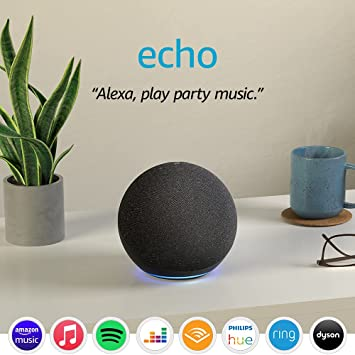 echo
“Alexa, play party music.”
amazon
music
PHILIPS
hue
ring
dyson